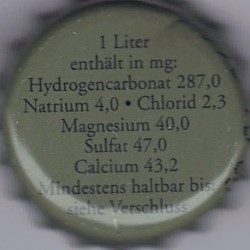 1 Liter
enthält in mg:
Hydrogencarbonat 287,0
Natrium 4,0 • Chlorid 2,3
Magnesium 40,0
Sulfat 47,0
Calcium 43,2
Mindestens haltbar bis:
siehe Verschluss